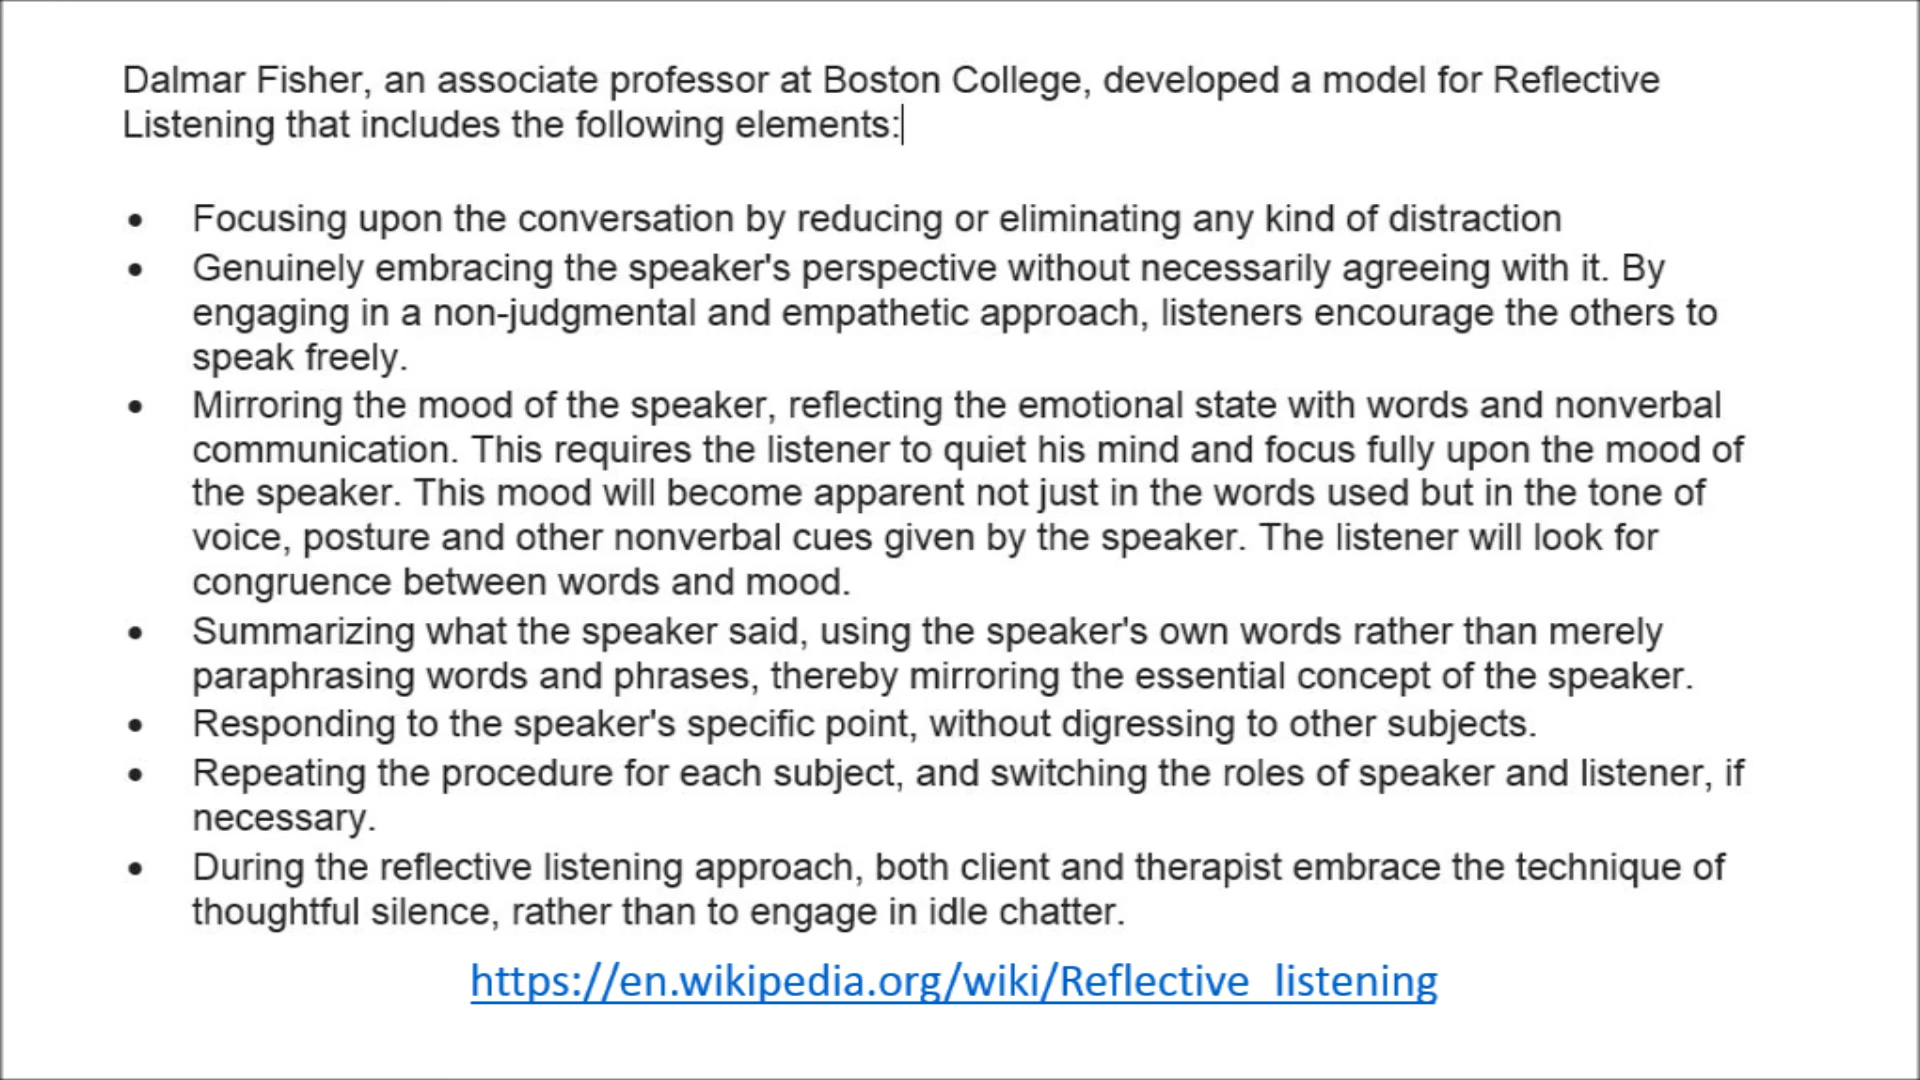 Dalmar Fisher, an associate professor at Boston College, developed a model for Reflective
Listening that includes the following elements:
• Focusing upon the conversation by reducing or eliminating any kind of distraction
• Genuinely embracing the speaker's perspective without necessarily agreeing with it. By
engaging in a non-judgmental and empathetic approach, listeners encourage the others to
speak freely.
• Mirroring the mood of the speaker, reflecting the emotional state with words and nonverbal
communication. This requires the listener to quiet his mind and focus fully upon the mood of
the speaker. This mood will become apparent not just in the words used but in the tone of
voice, posture and other nonverbal cues given by the speaker. The listener will look for
congruence between words and mood.
• Summarizing what the speaker said, using the speaker's own words rather than merely
paraphrasing words and phrases, thereby mirroring the essential concept of the speaker.
• Responding to the speaker's specific point, without digressing to other subjects.
• Repeating the procedure for each subject, and switching the roles of speaker and listener, if
necessary.
• During the reflective listening approach, both client and therapist embrace the technique of
thoughtful silence, rather than to engage in idle chatter.
https://en.wikipedia.org/wiki/Reflective_listening